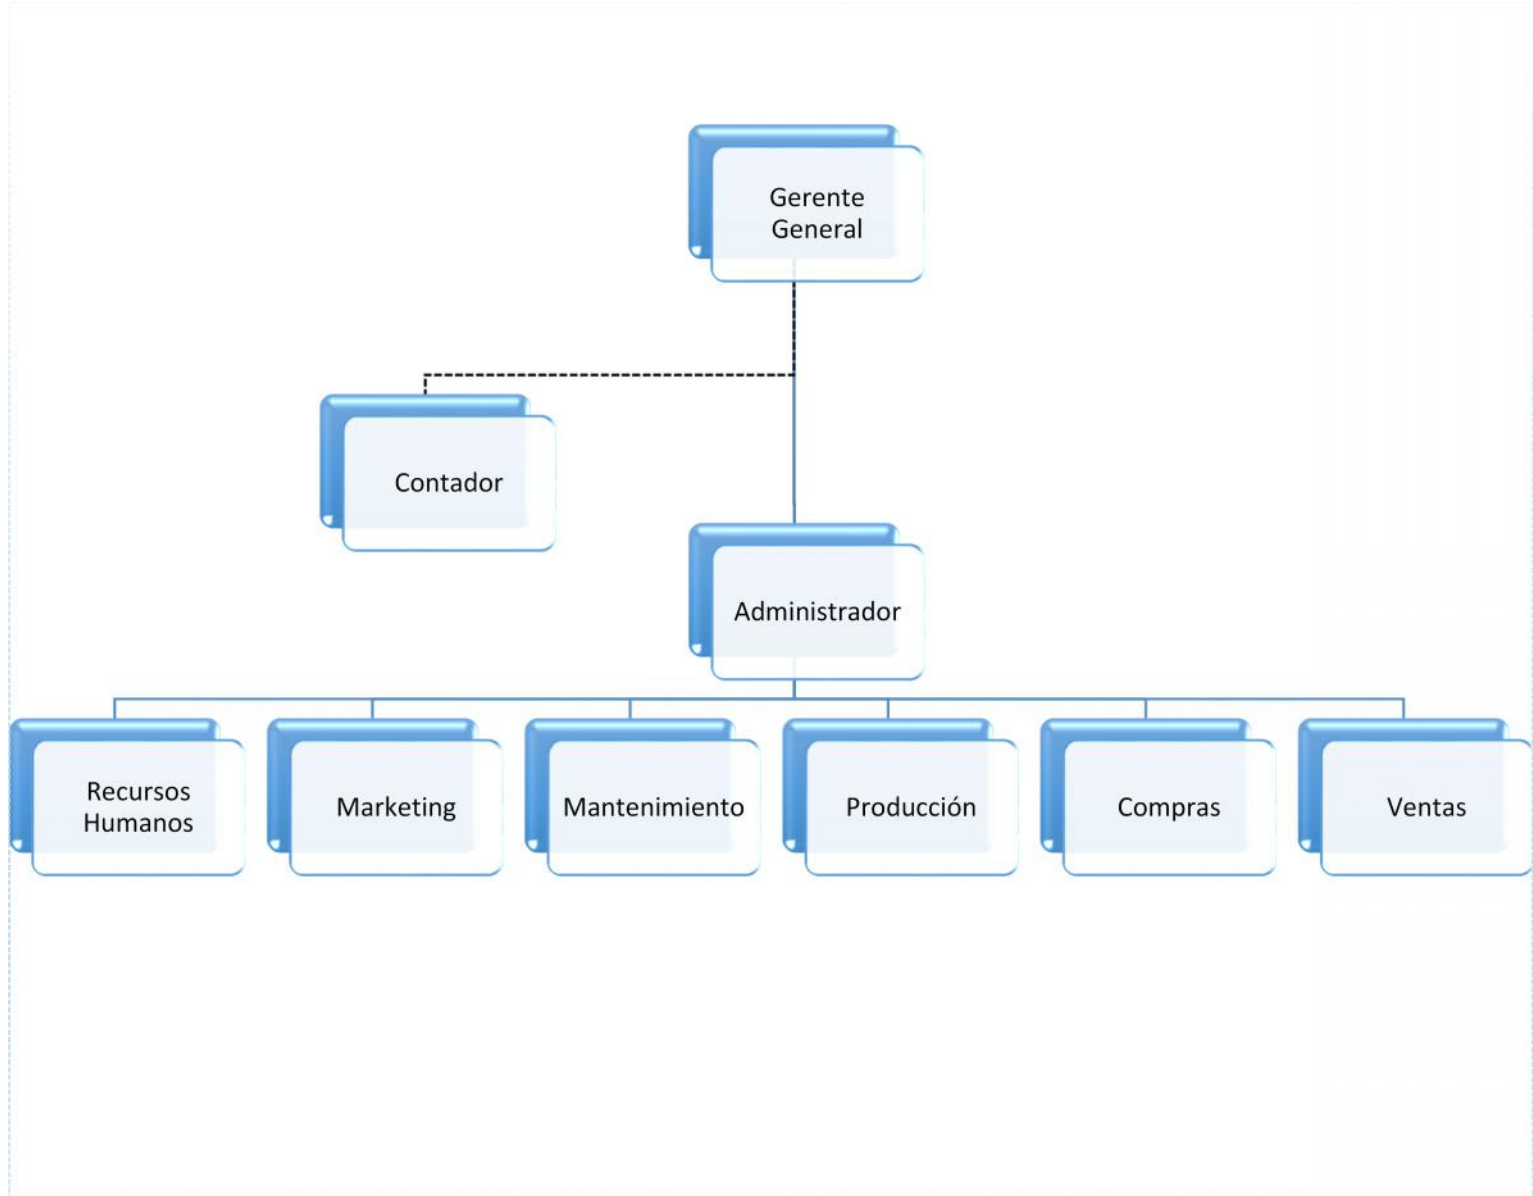 Gerente
General
Contador
Administrador
Recursos
Humanos
Marketing
Mantenimiento
Producción
Compras
Ventas